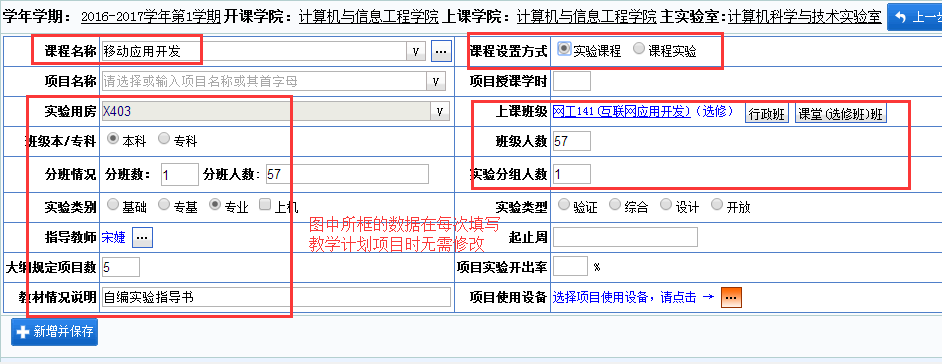 学年学期: 2016-2017学年第1学期 开课学院: 计算机与信息工程学院 上课学院: 计算机与信息工程学院 主实验室: 计算机科学与技术实验室 上一步
课程名称 移动应用开发 V ... 课程设置方式 实验课程 课程实验
项目名称 请选择或输入项目名称或其首字母 V 项目授课学时
实验用房 X403 V 上课班级 网工141(互联网应用开发)(选修) 行政班 课堂(选修班)班
班级本/专科 本科 专科 班级人数 57
分班情况 分班数: 1 分班人数: 57 实验分组人数 1
实验类别 基础 专基 专业 上机 实验类型 验证 综合 设计 开放
指导教师 宋婕 ... 起止周
大纲规定项目数 5 项目实验开出率 %
教材情况说明 自编实验指导书 项目使用设备 选择项目使用设备，请点击 → ...
图中所框的数据在每次填写
教学计划项目时无需修改
新增并保存